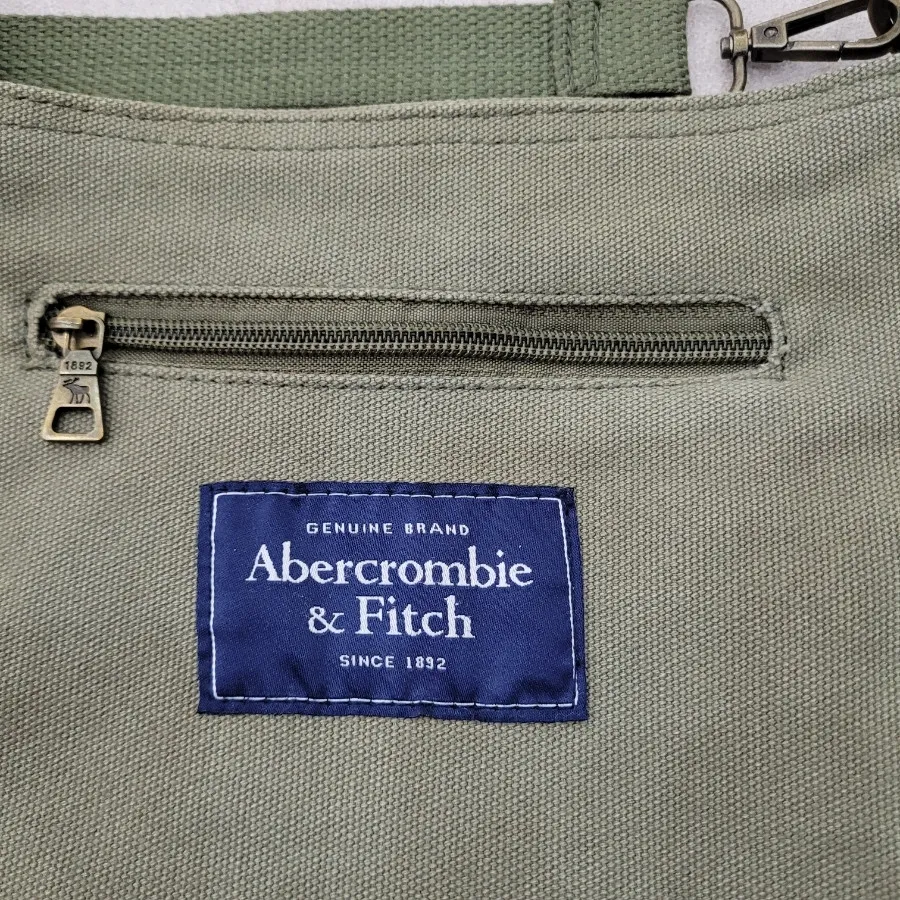 1892
GENUINE BRAND
Abercrombie
& Fitch
SINCE 1892